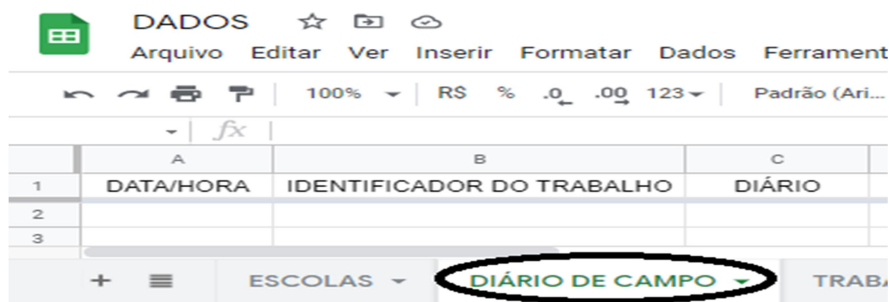 DADOS
Arquivo Editar Ver Inserir Formatar Dados Ferrament
100% R$ % .0 .00 123 Padrão (Ari...
fx
A B C
1 DATA/HORA IDENTIFICADOR DO TRABALHO DIÁRIO
2
3
+ ESCOLAS DIÁRIO DE CAMPO TRABA